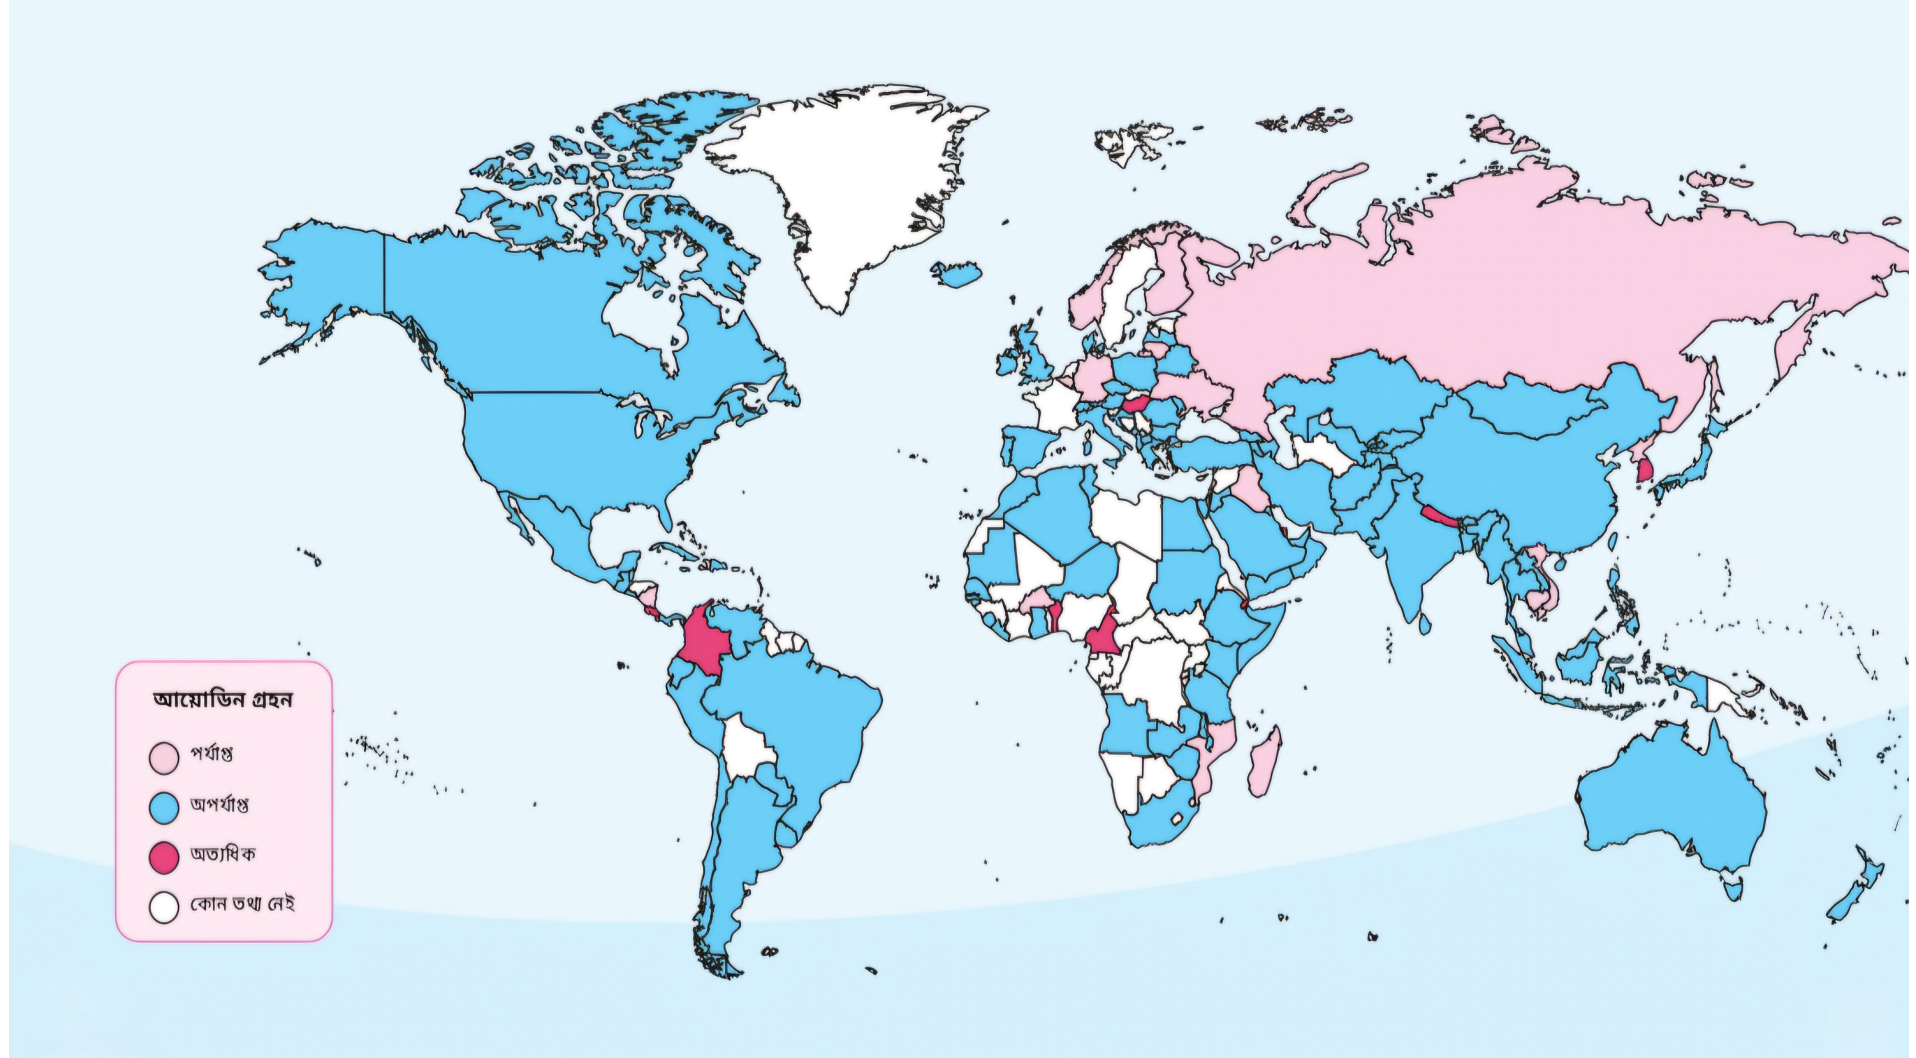 আয়োডিন গ্রহন
পর্যাপ্ত
অপর্যাপ্ত
অত্যধিক
কোন তথ্য নেই